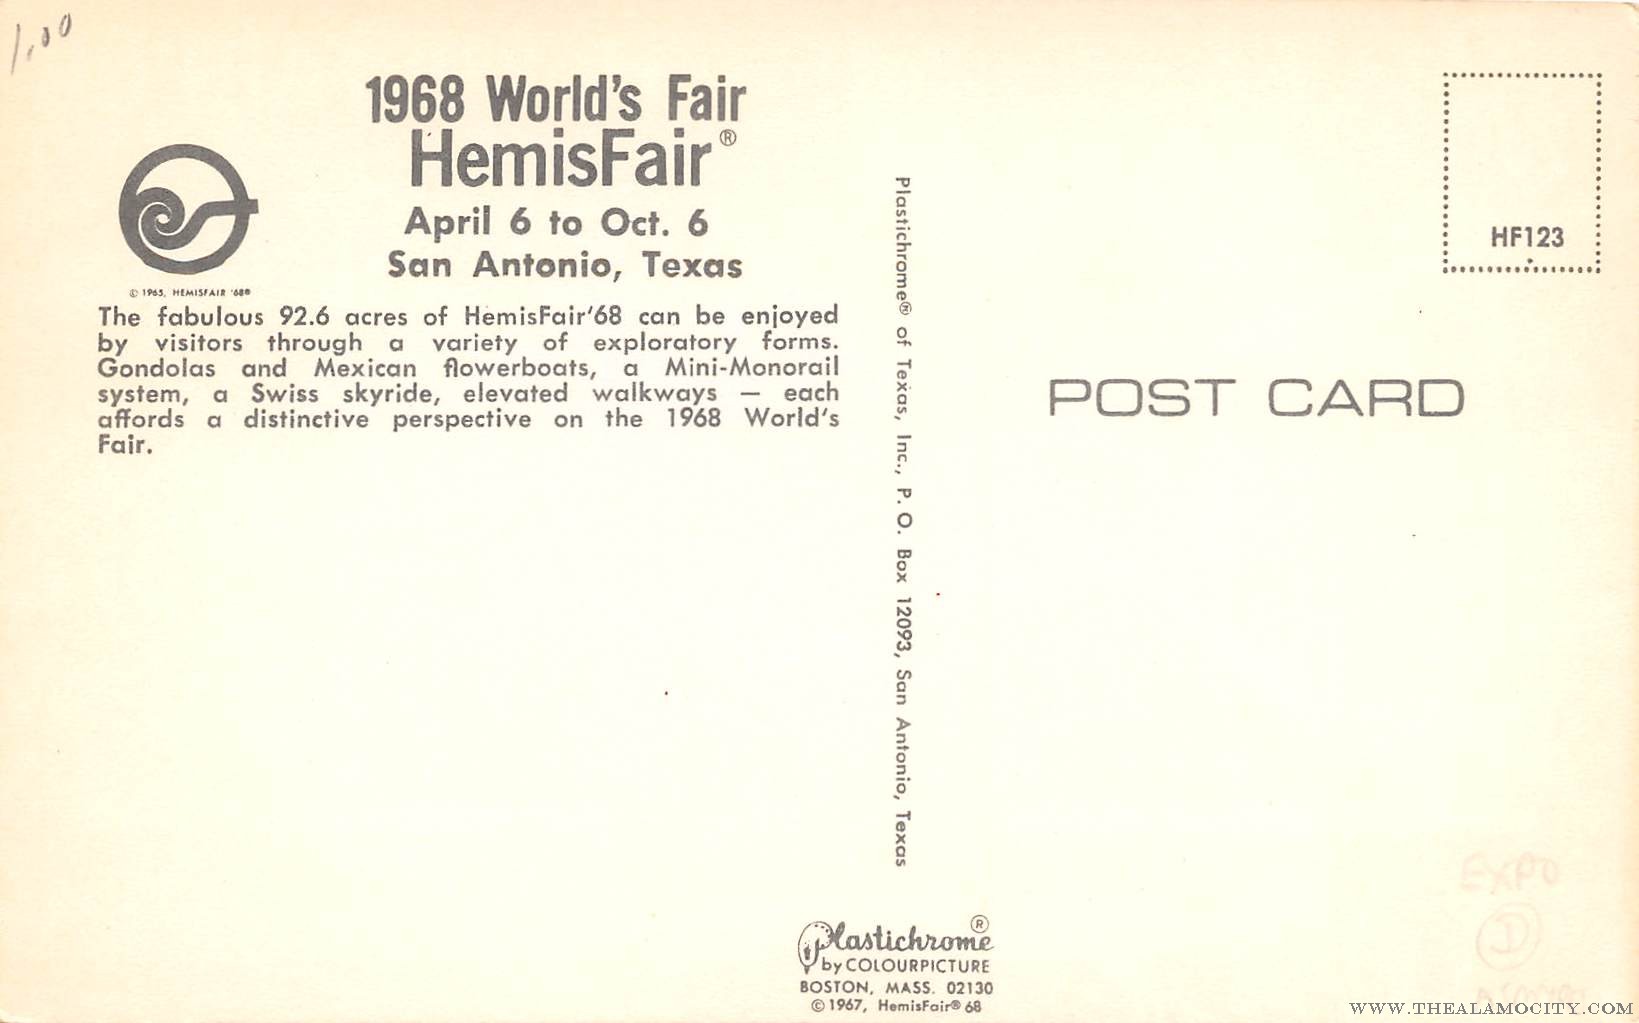 1.00
1968 World's Fair
HemisFair®
April 6 to Oct. 6
San Antonio, Texas
© 1965, HEMISFAIR '68®
The fabulous 92.6 acres of HemisFair'68 can be enjoyed
by visitors through a variety of exploratory forms.
Gondolas and Mexican flowerboats, a Mini-Monorail
system, a Swiss skyride, elevated walkways — each
affords a distinctive perspective on the 1968 World's
Fair.
Plastichrome® of Texas, Inc., P. O. Box 12093, San Antonio, Texas
HF123
POST CARD
Plastichrome®
by COLOURPICTURE
BOSTON, MASS. 02130
© 1967, HemisFair® 68
EXPO
D
WWW.THEALAMOCITY.COM